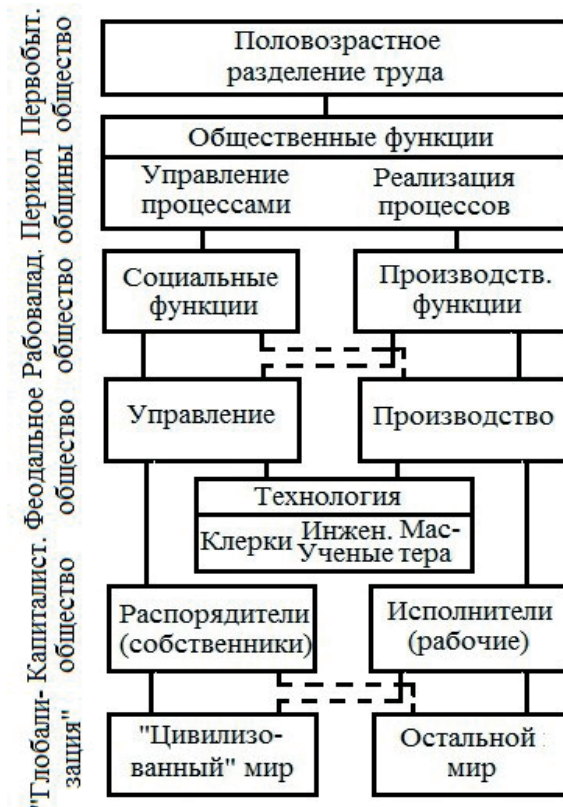 Половозрастное
разделение труда
Общественные функции
Управление
процессами
Реализация
процессов
Социальные
функции
Производств.
функции
Управление
Производство
Технология
Клерки Инжен. Мас-
Ученые тера
Распорядители
(собственники)
Исполнители
(рабочие)
"Цивилизо-
ванный" мир
Остальной
мир
Первобыт.
общество
Период
общины
Рабовалад.
общество
Феодальное
общество
Капиталист.
общество
"Глобали-
зация"